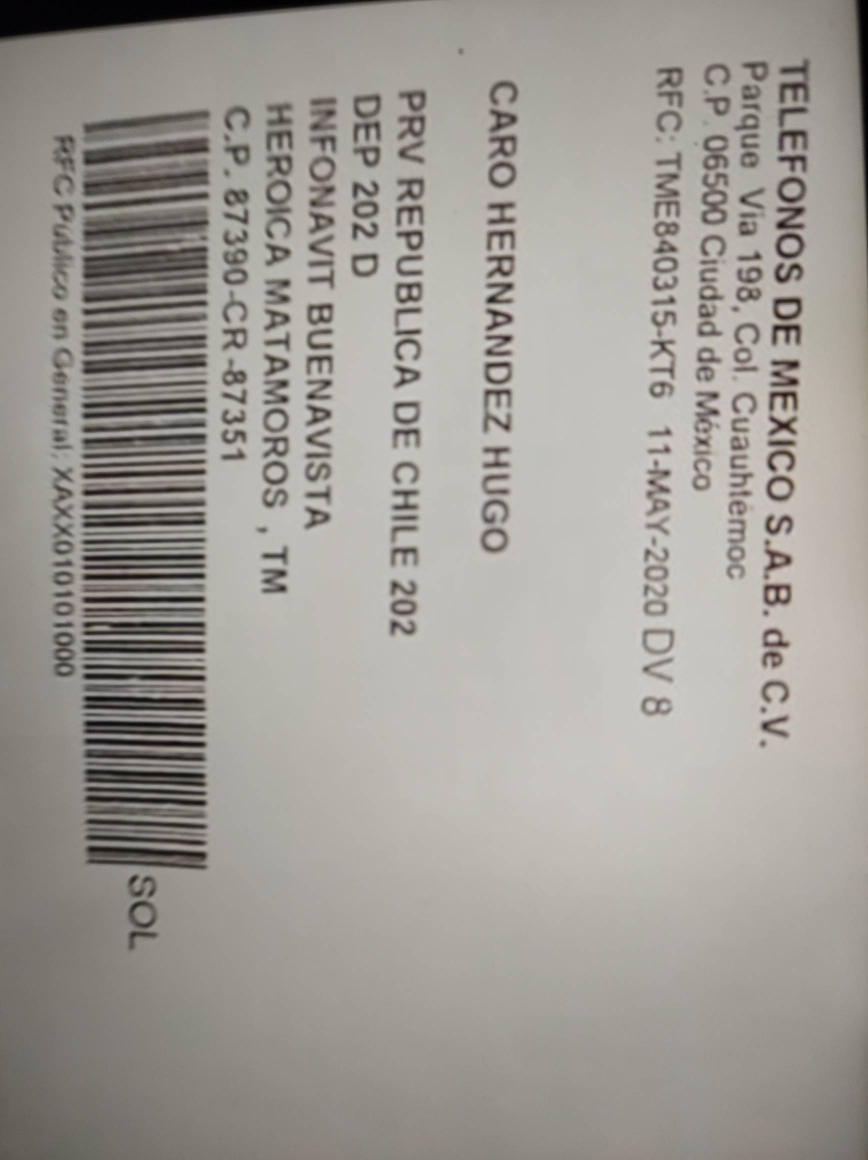 TELEFONOS DE MEXICO S.A.B. de C.V.
Parque Vía 198, Col. Cuauhtémoc
C.P. 06500 Ciudad de México
RFC: TME840315-KT6 11-MAY-2020 DV 8
CARO HERNANDEZ HUGO
PRV REPUBLICA DE CHILE 202
DEP 202 D
INFONAVIT BUENAVISTA
HEROICA MATAMOROS , TM
C.P. 87390-CR -87351
SOL
RFC Público en General: XAXX010101000